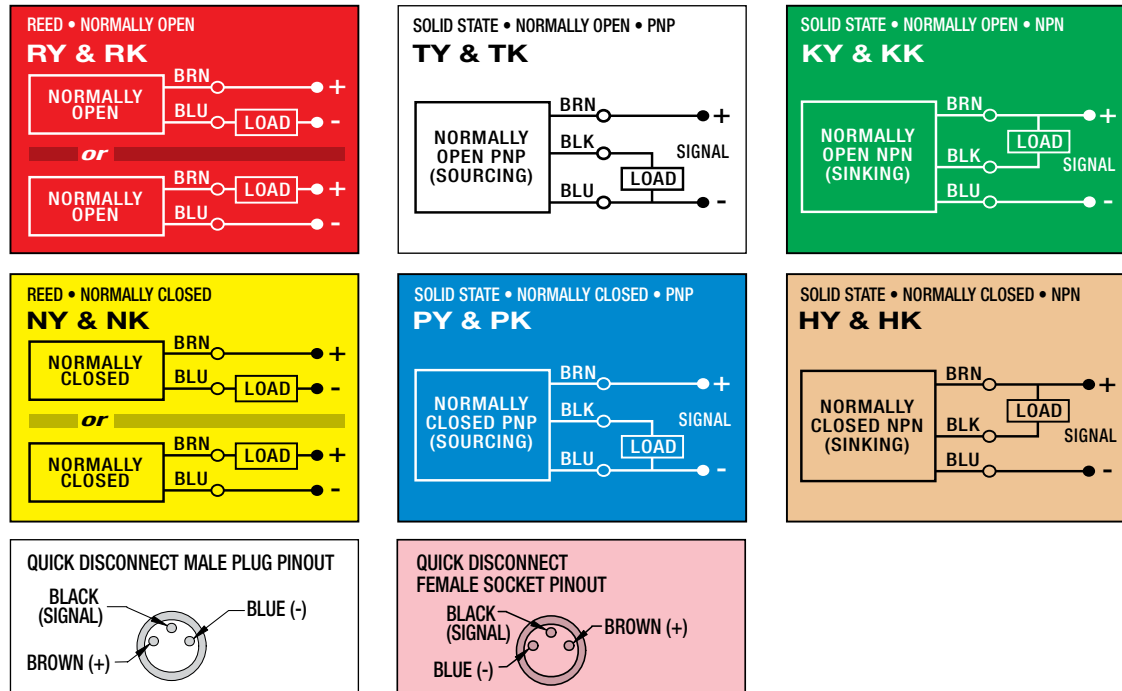 REED • NORMALLY OPEN
RY & RK
NORMALLY
OPEN
BRN
+
BLU
LOAD
-
or
NORMALLY
OPEN
BRN
LOAD
+
BLU
-
SOLID STATE • NORMALLY OPEN • PNP
TY & TK
NORMALLY
OPEN PNP
(SOURCING)
BRN
+
BLK
SIGNAL
LOAD
BLU
-
SOLID STATE • NORMALLY OPEN • NPN
KY & KK
NORMALLY
OPEN NPN
(SINKING)
BRN
+
LOAD
BLK
SIGNAL
BLU
-
REED • NORMALLY CLOSED
NY & NK
NORMALLY
CLOSED
BRN
+
BLU
LOAD
-
or
NORMALLY
CLOSED
BRN
LOAD
+
BLU
-
SOLID STATE • NORMALLY CLOSED • PNP
PY & PK
NORMALLY
CLOSED PNP
(SOURCING)
BRN
+
BLK
SIGNAL
LOAD
BLU
-
SOLID STATE • NORMALLY CLOSED • NPN
HY & HK
NORMALLY
CLOSED NPN
(SINKING)
BRN
+
LOAD
BLK
SIGNAL
BLU
-
QUICK DISCONNECT MALE PLUG PINOUT
BLACK
(SIGNAL)
BLUE (-)
BROWN (+)
QUICK DISCONNECT
FEMALE SOCKET PINOUT
BLACK
(SIGNAL)
BROWN (+)
BLUE (-)